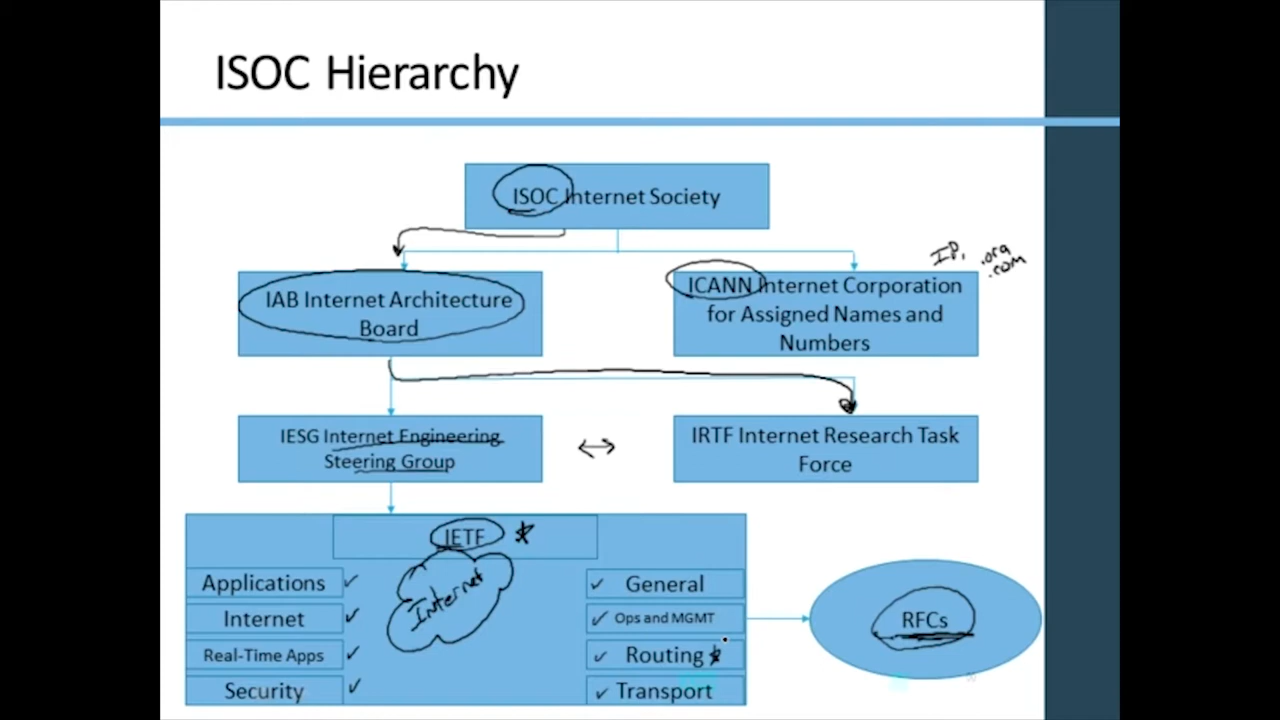 ISOC Hierarchy
ISOC Internet Society
IP, .org
.com
IAB Internet Architecture
Board
ICANN Internet Corporation
for Assigned Names and
Numbers
IESG Internet Engineering
Steering Group
IRTF Internet Research Task
Force
IETF
Internet
Applications
Internet
Real-Time Apps
Security
General
Ops and MGMT
Routing
Transport
RFCs